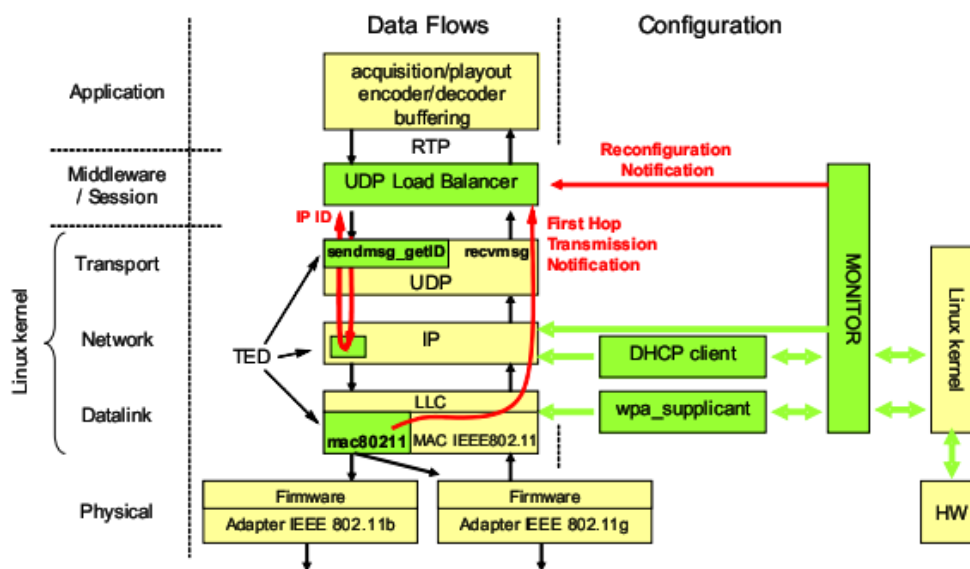 Data Flows
Configuration
Application
acquisition/playout
encoder/decoder
buffering
RTP
Middleware
/ Session
UDP Load Balancer
Reconfiguration
Notification
IP ID
First Hop
Transmission
Notification
Linux kernel
Transport
sendmsg_getID
recvmsg
UDP
MONITOR
Linux kernel
Network
TED
IP
DHCP client
Datalink
LLC
mac80211
MAC IEEE802.11
wpa_supplicant
Physical
Firmware
Adapter IEEE 802.11b
Firmware
Adapter IEEE 802.11g
HW